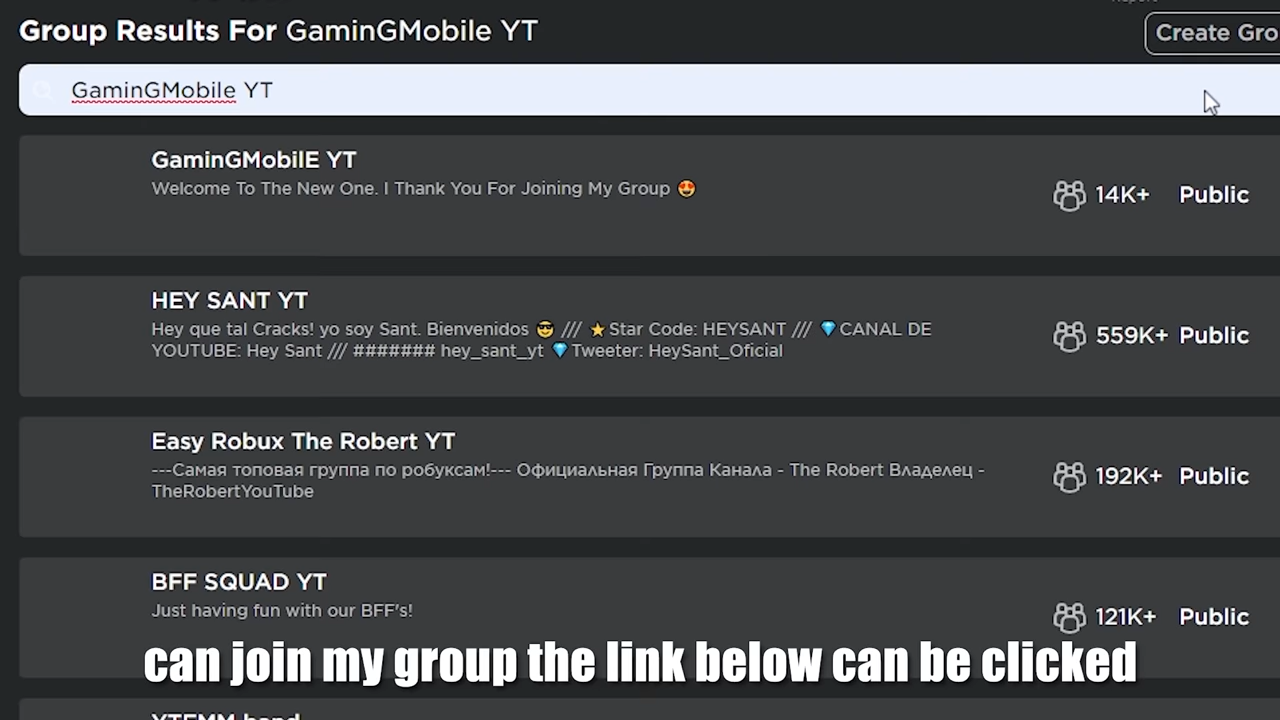 Group Results For GaminGMobile YT
Create Gro
GaminGMobile YT
GaminGMobilE YT
Welcome To The New One. I Thank You For Joining My Group 😍
14K+ Public
HEY SANT YT
Hey que tal Cracks! yo soy Sant. Bienvenidos 😎 /// ⭐Star Code: HEYSANT /// 💎CANAL DE
YOUTUBE: Hey Sant /// ####### hey_sant_yt 💎Tweeter: HeySant_Oficial
559K+ Public
Easy Robux The Robert YT
---Самая топовая группа по робуксам!--- Официальная Группа Канала - The Robert Владелец -
TheRobertYouTube
192K+ Public
BFF SQUAD YT
Just having fun with our BFF's!
121K+ Public
can join my group the link below can be clicked